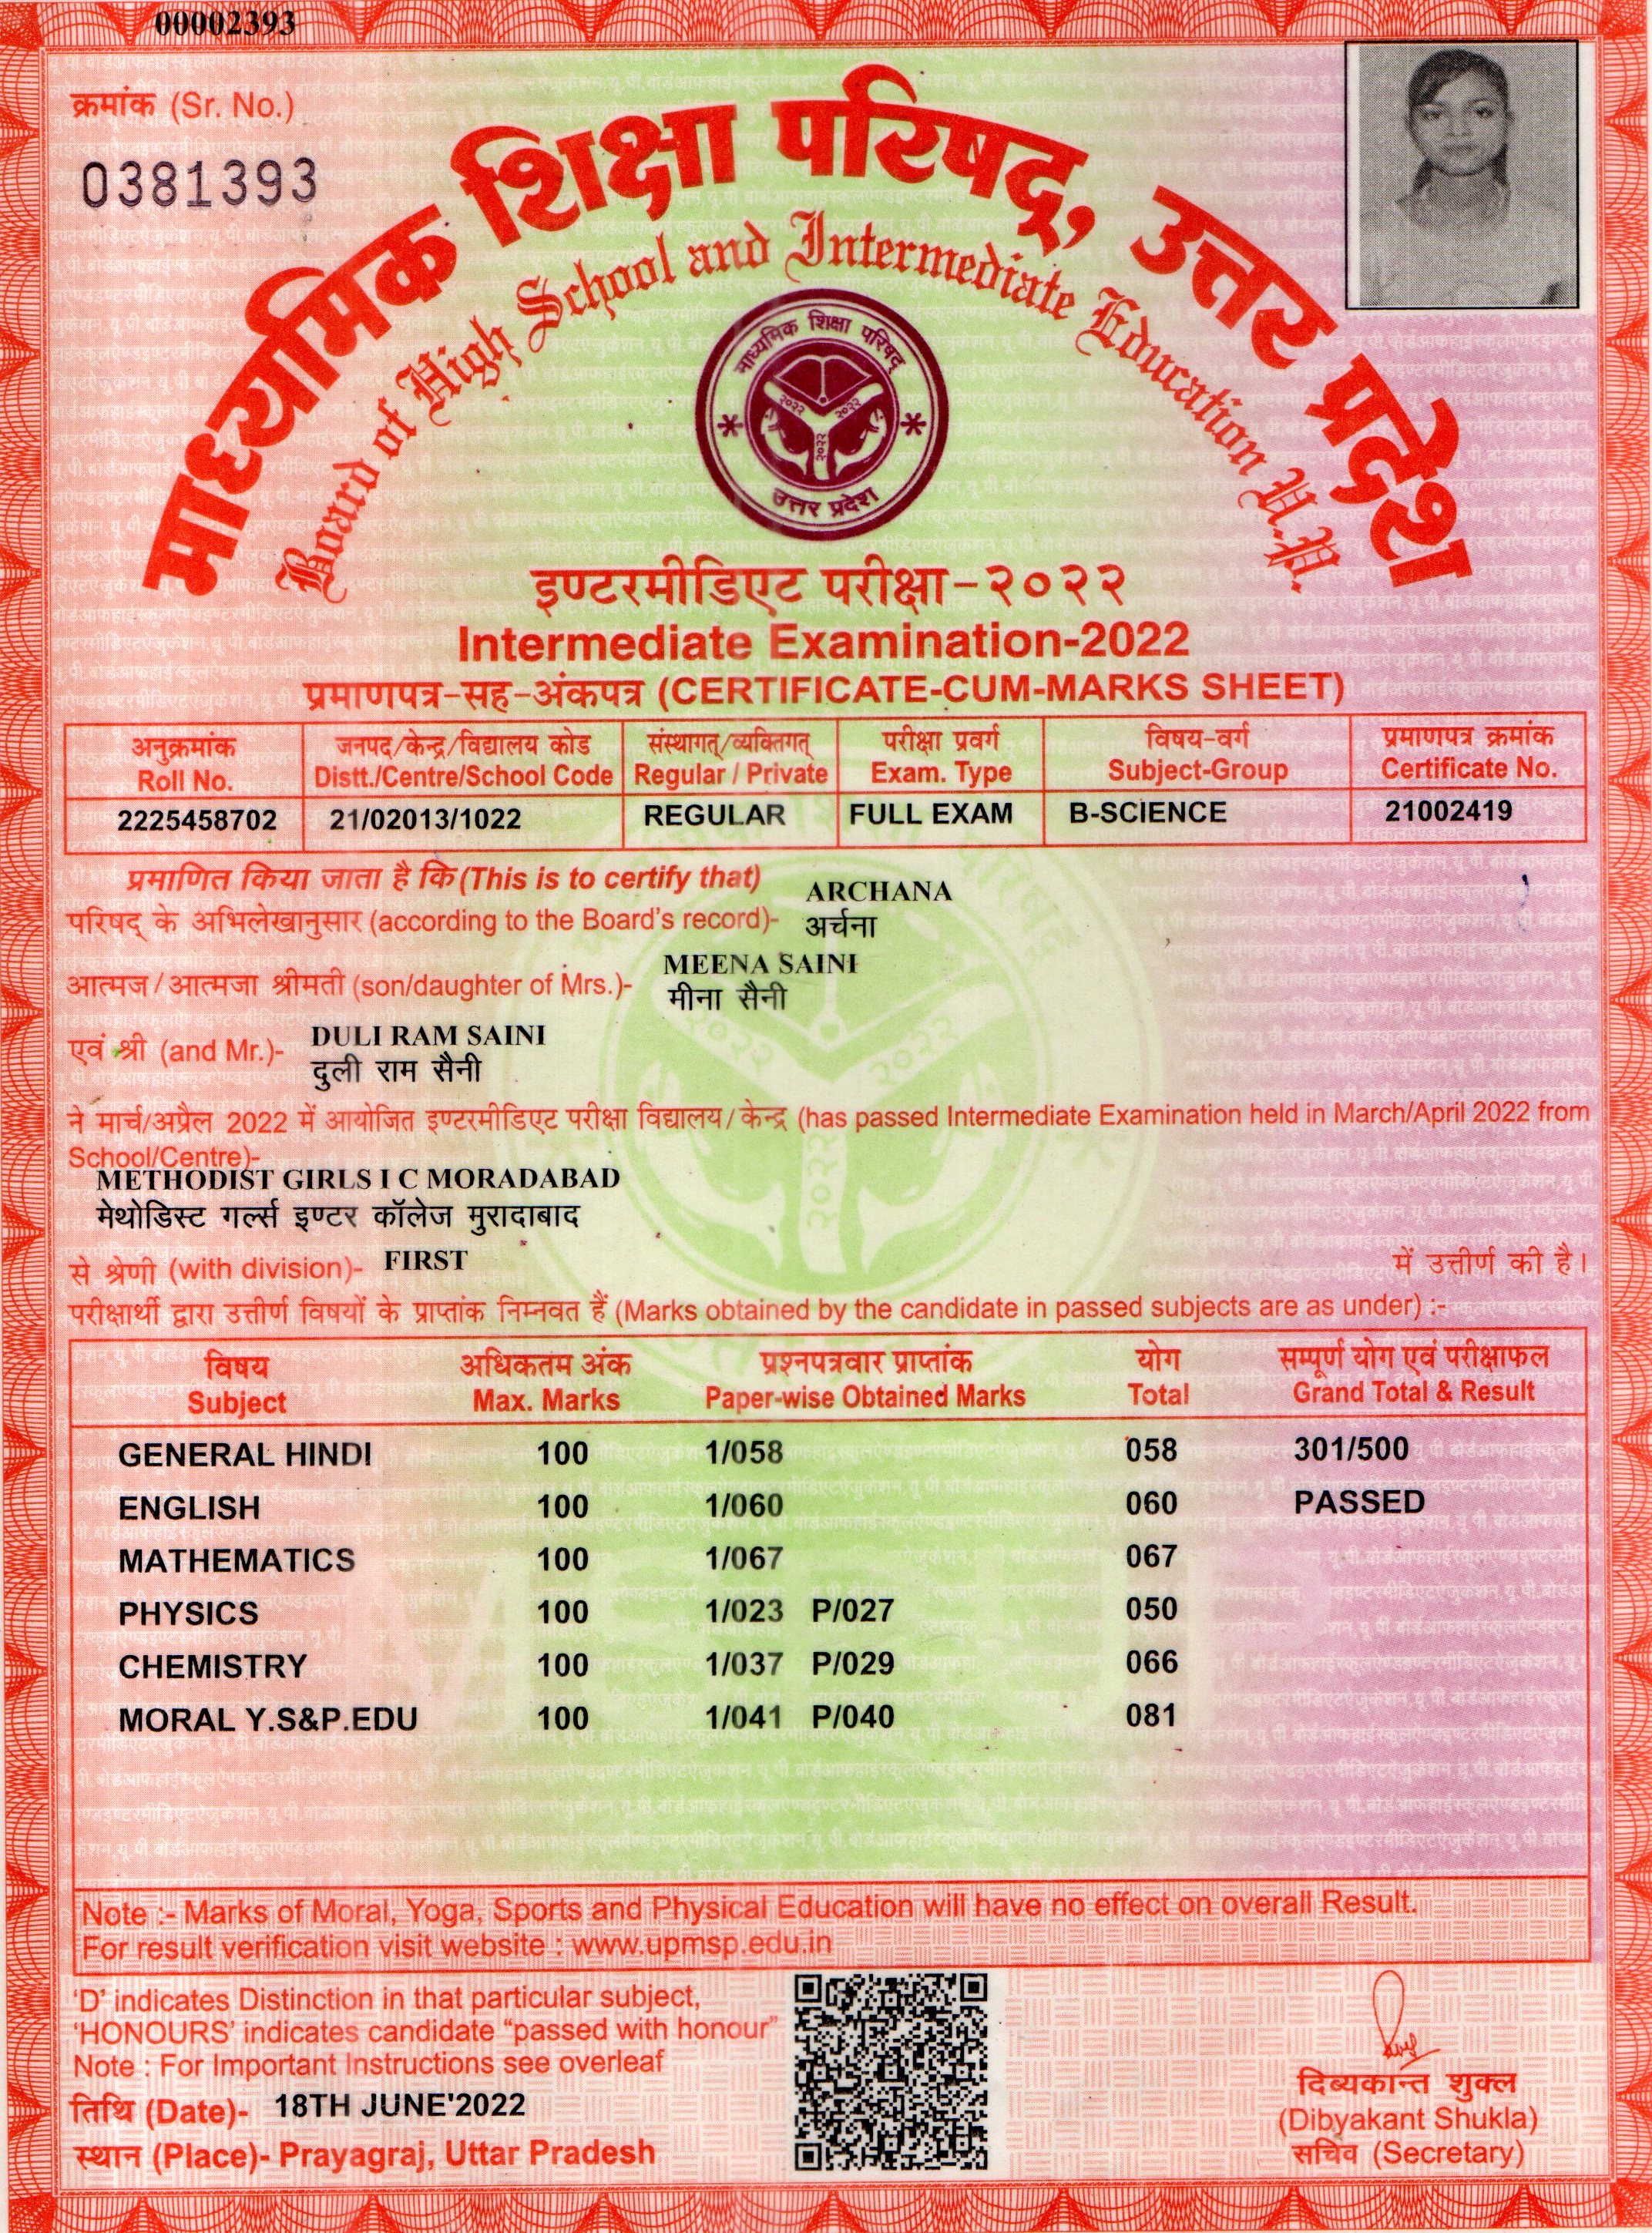 00002393
क्रमांक (Sr. No.)
0381393
माध्यमिक शिक्षा परिषद्, उत्तर प्रदेश
Board of High School and Intermediate Education U.P.
माध्यमिक शिक्षा परिषद्
२०२२ २०२२
२०२२
उत्तर प्रदेश
इण्टरमीडिएट परीक्षा-२०२२
Intermediate Examination-2022
प्रमाणपत्र-सह-अंकपत्र (CERTIFICATE-CUM-MARKS SHEET)
अनुक्रमांक जनपद/केन्द्र/विद्यालय कोड संस्थागत्/व्यक्तिगत् परीक्षा प्रवर्ग विषय-वर्ग प्रमाणपत्र क्रमांक
Roll No. Distt./Centre/School Code Regular / Private Exam. Type Subject-Group Certificate No.
2225458702 21/02013/1022 REGULAR FULL EXAM B-SCIENCE 21002419
प्रमाणित किया जाता है कि (This is to certify that) ARCHANA
परिषद् के अभिलेखानुसार (according to the Board's record)- अर्चना
MEENA SAINI
आत्मज/आत्मजा श्रीमती (son/daughter of Mrs.)- मीना सैनी
DULI RAM SAINI
एवं श्री (and Mr.)- दुली राम सैनी
ने मार्च/अप्रैल 2022 में आयोजित इण्टरमीडिएट परीक्षा विद्यालय/केन्द्र (has passed Intermediate Examination held in March/April 2022 from
School/Centre)-
METHODIST GIRLS I C MORADABAD
मेथोडिस्ट गर्ल्स इण्टर कॉलेज मुरादाबाद
से श्रेणी (with division)- FIRST में उत्तीर्ण की है।
परीक्षार्थी द्वारा उत्तीर्ण विषयों के प्राप्तांक निम्नवत हैं (Marks obtained by the candidate in passed subjects are as under) :-
विषय अधिकतम अंक प्रश्नपत्रवार प्राप्तांक योग सम्पूर्ण योग एवं परीक्षाफल
Subject Max. Marks Paper-wise Obtained Marks Total Grand Total & Result
GENERAL HINDI 100 1/058 058 301/500
ENGLISH 100 1/060 060 PASSED
MATHEMATICS 100 1/067 067
PHYSICS 100 1/023 P/027 050
CHEMISTRY 100 1/037 P/029 066
MORAL Y.S&P.EDU 100 1/041 P/040 081
Note :- Marks of Moral, Yoga, Sports and Physical Education will have no effect on overall Result.
For result verification visit website : www.upmsp.edu.in
'D' indicates Distinction in that particular subject,
'HONOURS' indicates candidate "passed with honour"
Note : For Important Instructions see overleaf
तिथि (Date)- 18TH JUNE'2022
स्थान (Place)- Prayagraj, Uttar Pradesh
दिव्यकान्त शुक्ल
(Dibyakant Shukla)
सचिव (Secretary)